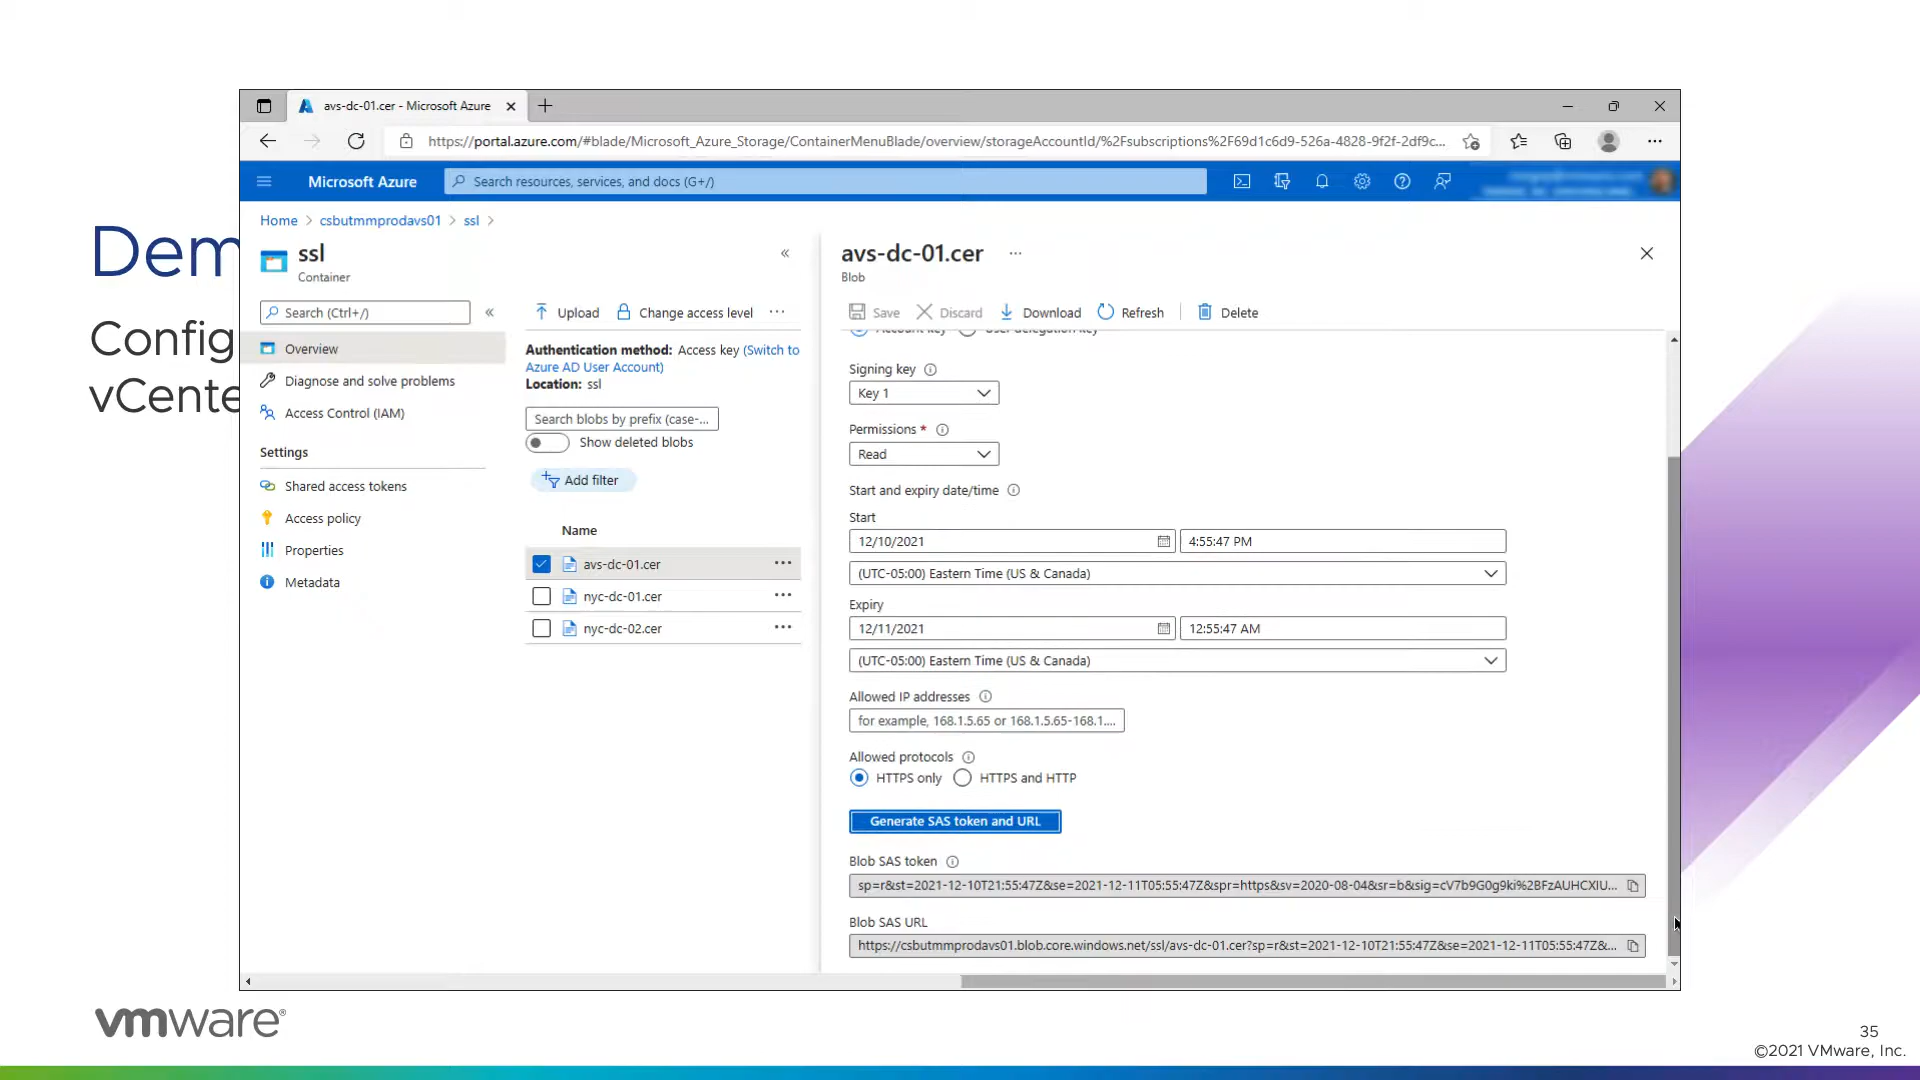 Dem
Config
vCente
avs-dc-01.cer - Microsoft Azure
https://portal.azure.com/#blade/Microsoft_Azure_Storage/ContainerMenuBlade/overview/storageAccountId/%2Fsubscriptions%2F69d1c6d9-526a-4828-9f2f-2df9c...
Microsoft Azure
Search resources, services, and docs (G+/)
Home > csbutmmprodavs01 > ssl >
ssl
Container
Search (Ctrl+/)
Overview
Diagnose and solve problems
Access Control (IAM)
Settings
Shared access tokens
Access policy
Properties
Metadata
Upload Change access level ...
Authentication method: Access key (Switch to
Azure AD User Account)
Location: ssl
Search blobs by prefix (case-...
Show deleted blobs
Add filter
Name
avs-dc-01.cer ...
nyc-dc-01.cer ...
nyc-dc-02.cer ...
avs-dc-01.cer ...
Blob
Save Discard Download Refresh Delete
Account key User delegation key
Signing key
Key 1
Permissions *
Read
Start and expiry date/time
Start
12/10/2021 4:55:47 PM
(UTC-05:00) Eastern Time (US & Canada)
Expiry
12/11/2021 12:55:47 AM
(UTC-05:00) Eastern Time (US & Canada)
Allowed IP addresses
for example, 168.1.5.65 or 168.1.5.65-168.1....
Allowed protocols
HTTPS only HTTPS and HTTP
Generate SAS token and URL
Blob SAS token
sp=r&st=2021-12-10T21:55:47Z&se=2021-12-11T05:55:47Z&spr=https&sv=2020-08-04&sr=b&sig=cV7b9G0g9ki%2BFzAUHCXIU...
Blob SAS URL
https://csbutmmprodavs01.blob.core.windows.net/ssl/avs-dc-01.cer?sp=r&st=2021-12-10T21:55:47Z&se=2021-12-11T05:55:47Z&...
vmware®
35
©2021 VMware, Inc.